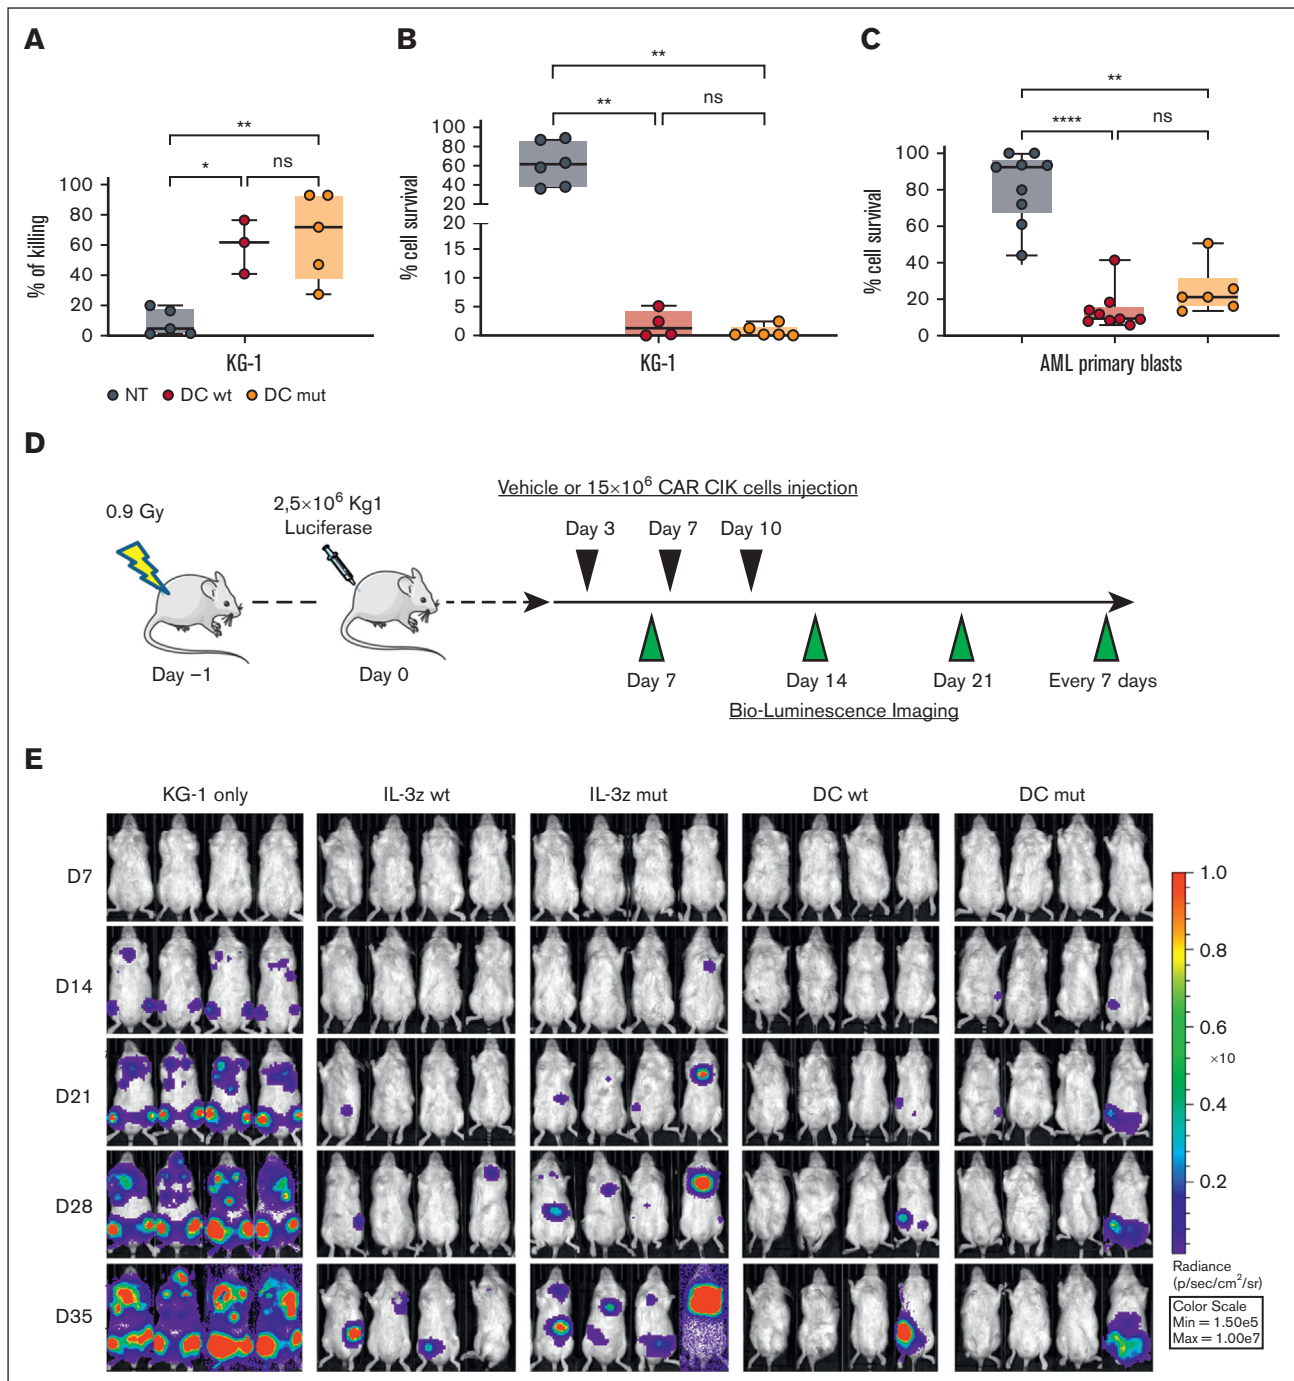 A
B
C
**
*
ns
% of killing
100
80
60
40
20
0
KG-1
NT
DC wt
DC mut
**
**
ns
% cell survival
100
80
60
40
20
20
15
10
5
0
KG-1
**
****
ns
% cell survival
100
80
60
40
20
0
AML primary blasts
D
0.9 Gy
Day –1
2,5×10⁶ Kg1
Luciferase
Day 0
Vehicle or 15×10⁶ CAR CIK cells injection
Day 3
Day 7
Day 10
Day 7
Day 14
Day 21
Every 7 days
Bio-Luminescence Imaging
E
KG-1 only
IL-3z wt
IL-3z mut
DC wt
DC mut
D7
D14
D21
D28
D35
1.0
0.8
0.6
×10
0.4
0.2
Radiance
(p/sec/cm²/sr)
Color Scale
Min = 1.50e5
Max = 1.00e7